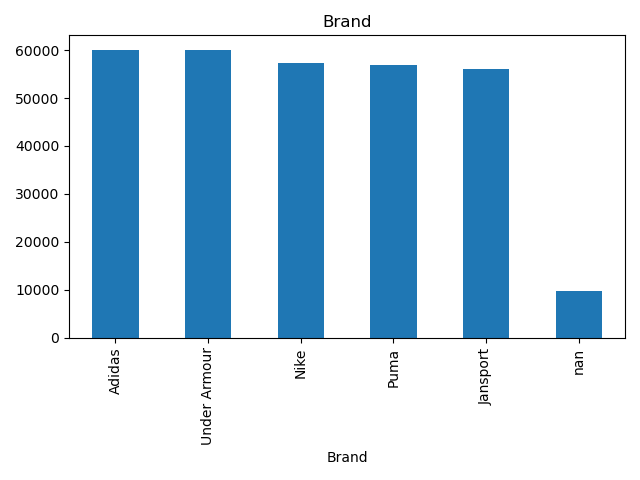 Brand
60000
50000
40000
30000
20000
10000
0
Adidas
Under Armour
Nike
Puma
Jansport
nan
Brand